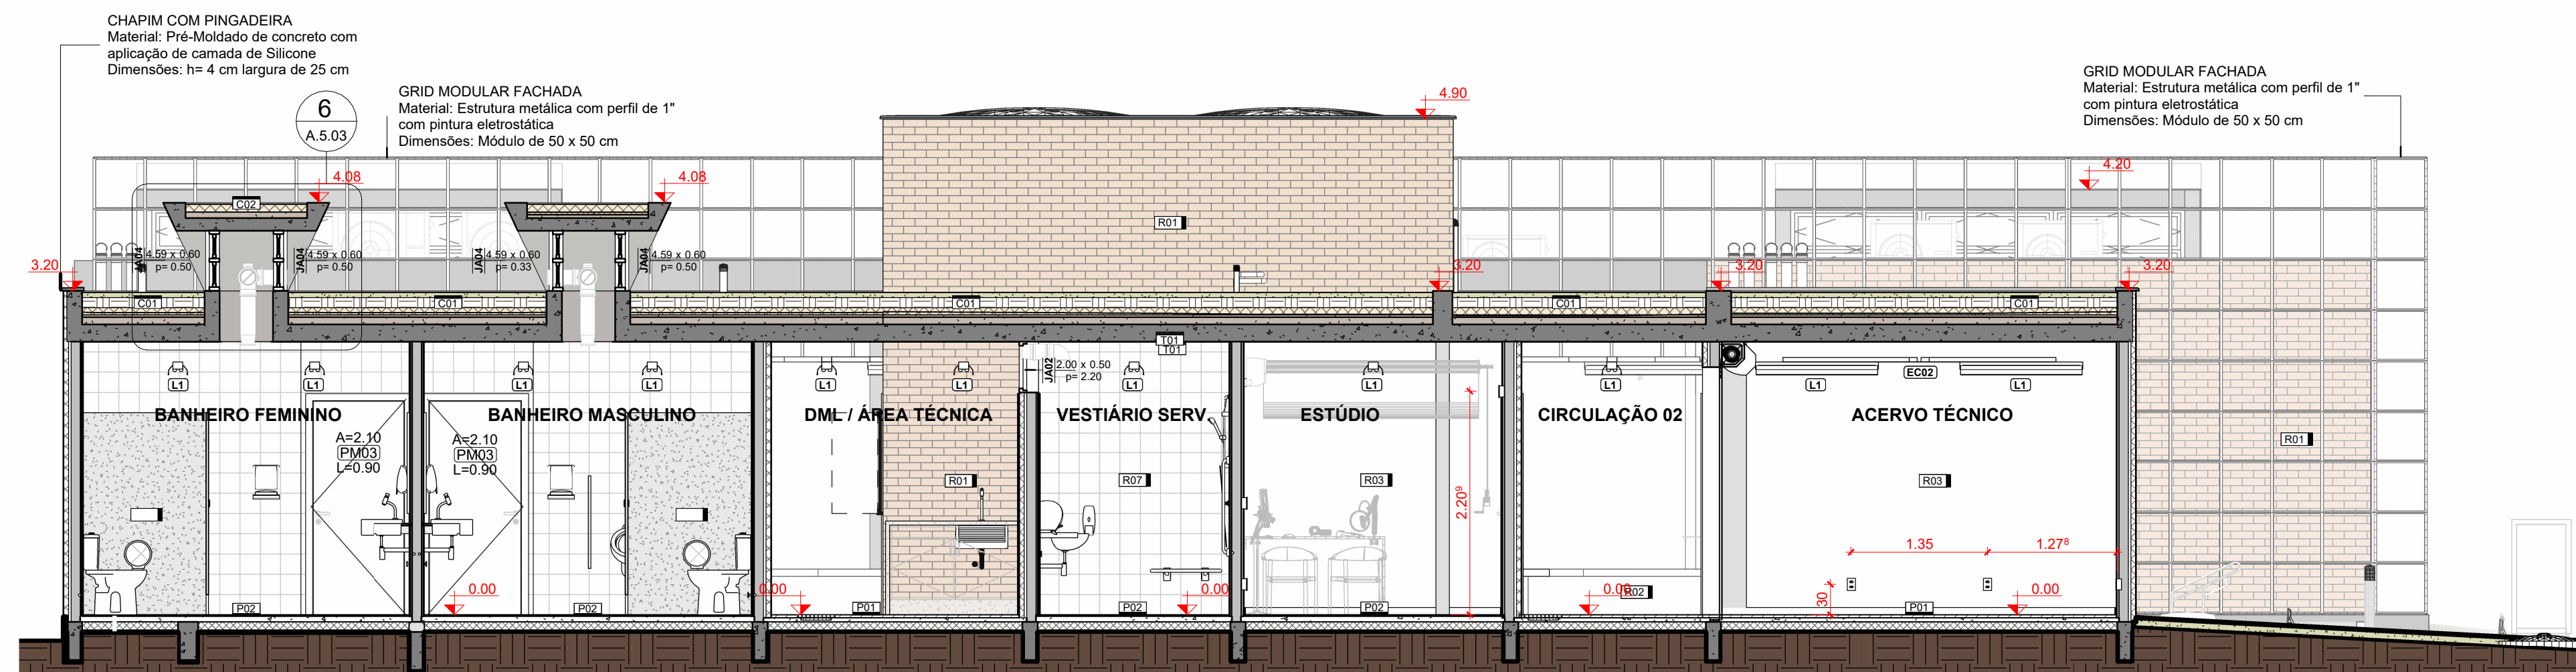 CHAPIM COM PINGADEIRA
Material: Pré-Moldado de concreto com
aplicação de camada de Silicone
Dimensões: h= 4 cm largura de 25 cm
GRID MODULAR FACHADA
Material: Estrutura metálica com perfil de 1"
com pintura eletrostática
Dimensões: Módulo de 50 x 50 cm
6
A.5.03
GRID MODULAR FACHADA
Material: Estrutura metálica com perfil de 1"
com pintura eletrostática
Dimensões: Módulo de 50 x 50 cm
4.90
4.20
4.08
4.08
C02
R01
JA04
4.59 x 0.60
p= 0.50
JA04
4.59 x 0.60
p= 0.50
JA04
4.59 x 0.60
p= 0.33
JA04
4.59 x 0.60
p= 0.50
3.20
3.20
3.20
3.20
C01
C01
C01
C01
C01
T01
T01
JA02
2.00 x 0.50
p= 2.20
L1
L1
L1
L1
L1
L1
L1
L1
L1
L1
EC02
L1
BANHEIRO FEMININO
BANHEIRO MASCULINO
DML / ÁREA TÉCNICA
VESTIÁRIO SERV.
ESTÚDIO
CIRCULAÇÃO 02
ACERVO TÉCNICO
A=2.10
PM03
L=0.90
A=2.10
PM03
L=0.90
R01
R07
R03
R03
R01
2.20⁹
1.35
1.27⁸
30
0.00
0.00
0.00
0.00
R02
0.00
P02
P02
P01
P02
P02
P01